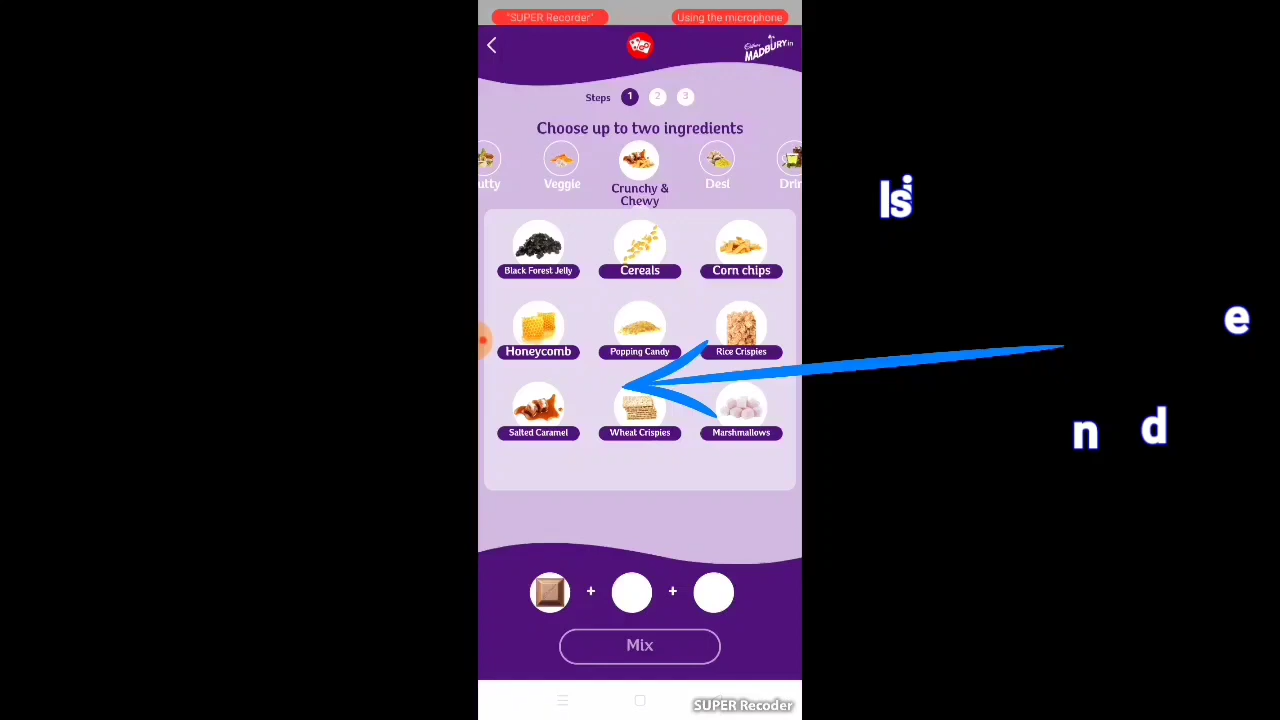 "SUPER Recorder" Using the microphone
Cadbury MADBURY.in
Steps 1 2 3
Choose up to two ingredients
utty Veggie Crunchy & Chewy Desi Drin
Black Forest Jelly Cereals Corn chips
Honeycomb Popping Candy Rice Crispies
Salted Caramel Wheat Crispies Marshmallows
+ +
Mix
SUPER Recoder
ls i
e
n d